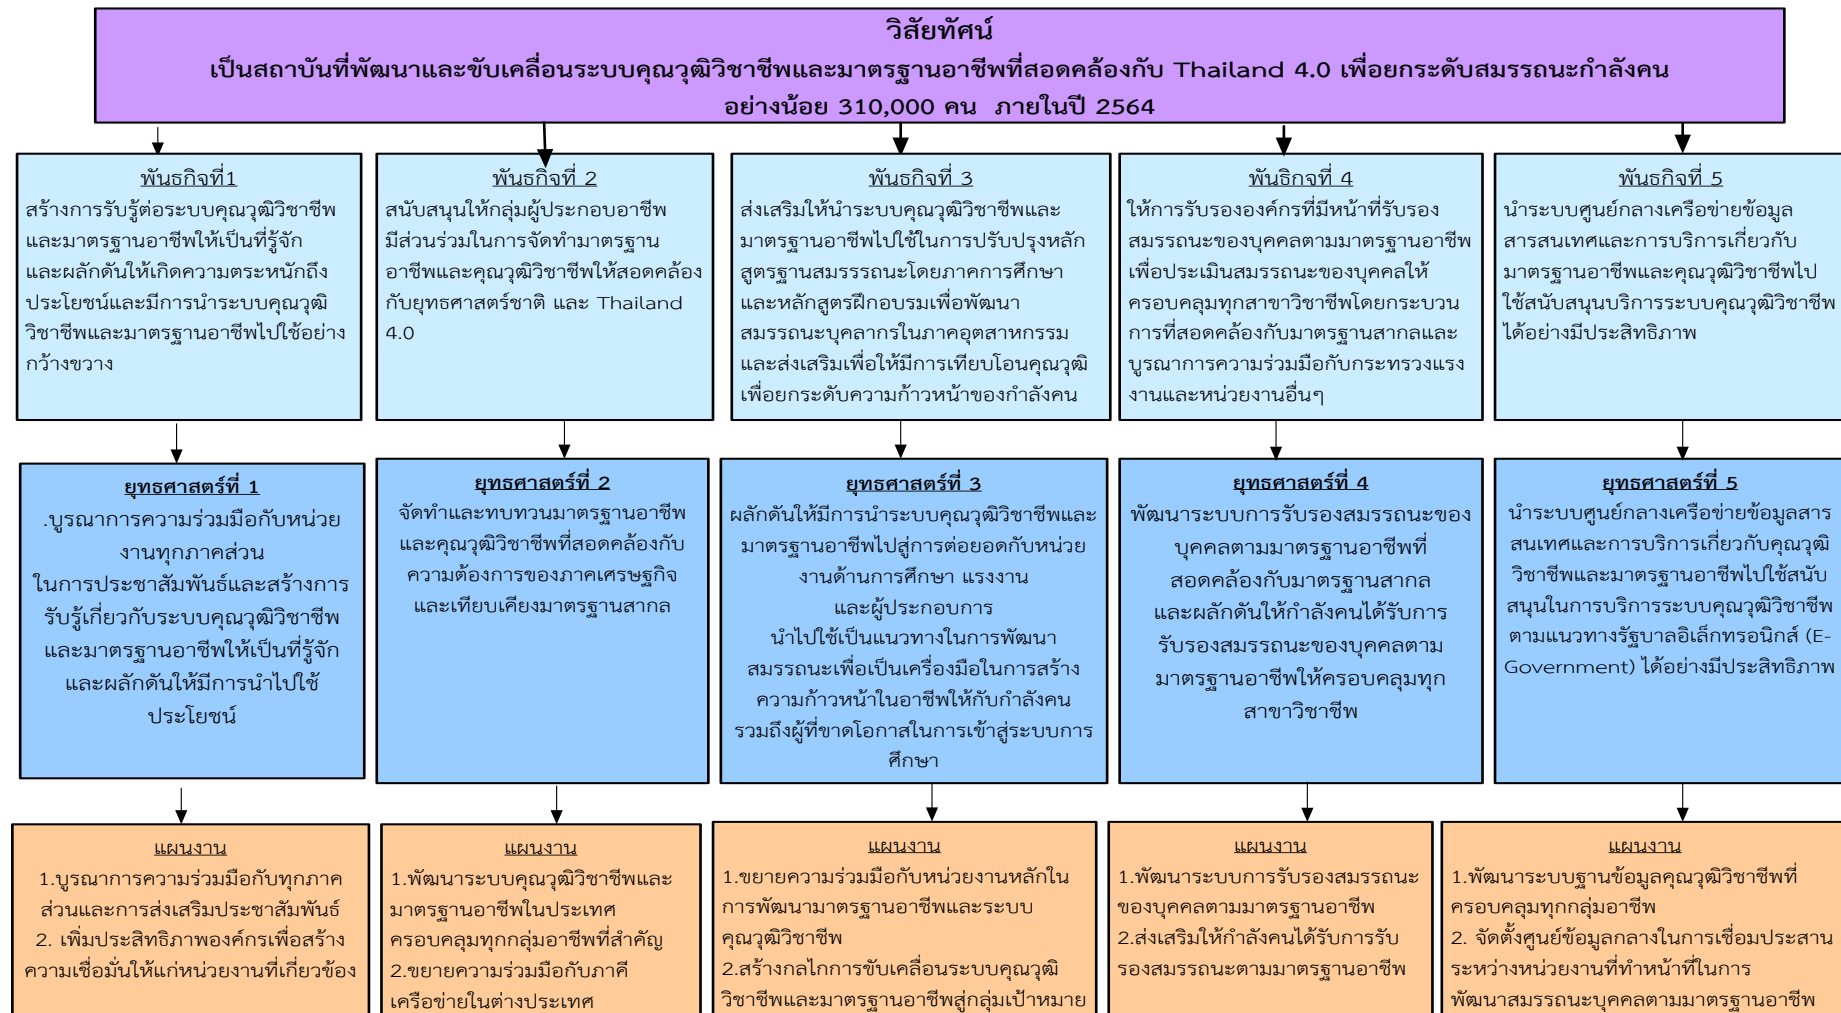 วิสัยทัศน์
เป็นสถาบันที่พัฒนาและขับเคลื่อนระบบคุณวุฒิวิชาชีพและมาตรฐานอาชีพที่สอดคล้องกับ Thailand 4.0 เพื่อยกระดับสมรรถนะกำลังคน
อย่างน้อย 310,000 คน ภายในปี 2564
พันธกิจที่1
สร้างการรับรู้ต่อระบบคุณวุฒิวิชาชีพ
และมาตรฐานอาชีพให้เป็นที่รู้จัก
และผลักดันให้เกิดความตระหนักถึง
ประโยชน์และมีการนำระบบคุณวุฒิ
วิชาชีพและมาตรฐานอาชีพไปใช้อย่าง
กว้างขวาง
พันธกิจที่ 2
สนับสนุนให้กลุ่มผู้ประกอบอาชีพ
มีส่วนร่วมในการจัดทำมาตรฐาน
อาชีพและคุณวุฒิวิชาชีพให้สอดคล้อง
กับยุทธศาสตร์ชาติ และ Thailand
4.0
พันธกิจที่ 3
ส่งเสริมให้นำระบบคุณวุฒิวิชาชีพและ
มาตรฐานอาชีพไปใช้ในการปรับปรุงหลัก
สูตรฐานสมรรรถนะโดยภาคการศึกษา
และหลักสูตรฝึกอบรมเพื่อพัฒนา
สมรรถนะบุคลากรในภาคอุตสาหกรรม
และส่งเสริมเพื่อให้มีการเทียบโอนคุณวุฒิ
เพื่อยกระดับความก้าวหน้าของกำลังคน
พันธิกจที่ 4
ให้การรับรององค์กรที่มีหน้าที่รับรอง
สมรรถนะของบุคคลตามมาตรฐานอาชีพ
เพื่อประเมินสมรรถนะของบุคคลให้
ครอบคลุมทุกสาขาวิชาชีพโดยกระบวน
การที่สอดคล้องกับมาตรฐานสากลและ
บูรณาการความร่วมมือกับกระทรวงแรง
งานและหน่วยงานอื่นๆ
พันธกิจที่ 5
นำระบบศูนย์กลางเครือข่ายข้อมูล
สารสนเทศและการบริการเกี่ยวกับ
มาตรฐานอาชีพและคุณวุฒิวิชาชีพไป
ใช้สนับสนุนบริการระบบคุณวุฒิวิชาชีพ
ได้อย่างมีประสิทธิภาพ
ยุทธศาสตร์ที่ 1
.บูรณาการความร่วมมือกับหน่วย
งานทุกภาคส่วน
ในการประชาสัมพันธ์และสร้างการ
รับรู้เกี่ยวกับระบบคุณวุฒิวิชาชีพ
และมาตรฐานอาชีพให้เป็นที่รู้จัก
และผลักดันให้มีการนำไปใช้
ประโยชน์
ยุทธศาสตร์ที่ 2
จัดทำและทบทวนมาตรฐานอาชีพ
และคุณวุฒิวิชาชีพที่สอดคล้องกับ
ความต้องการของภาคเศรษฐกิจ
และเทียบเคียงมาตรฐานสากล
ยุทธศาสตร์ที่ 3
ผลักดันให้มีการนำระบบคุณวุฒิวิชาชีพและ
มาตรฐานอาชีพไปสู่การต่อยอดกับหน่วย
งานด้านการศึกษา แรงงาน
และผู้ประกอบการ
นำไปใช้เป็นแนวทางในการพัฒนา
สมรรถนะเพื่อเป็นเครื่องมือในการสร้าง
ความก้าวหน้าในอาชีพให้กับกำลังคน
รวมถึงผู้ที่ขาดโอกาสในการเข้าสู่ระบบการ
ศึกษา
ยุทธศาสตร์ที่ 4
พัฒนาระบบการรับรองสมรรถนะของ
บุคคลตามมาตรฐานอาชีพที่
สอดคล้องกับมาตรฐานสากล
และผลักดันให้กำลังคนได้รับการ
รับรองสมรรถนะของบุคคลตาม
มาตรฐานอาชีพให้ครอบคลุมทุก
สาขาวิชาชีพ
ยุทธศาสตร์ที่ 5
นำระบบศูนย์กลางเครือข่ายข้อมูลสาร
สนเทศและการบริการเกี่ยวกับคุณวุฒิ
วิชาชีพและมาตรฐานอาชีพไปใช้สนับ
สนุนในการบริการระบบคุณวุฒิวิชาชีพ
ตามแนวทางรัฐบาลอิเล็กทรอนิกส์ (E-
Government) ได้อย่างมีประสิทธิภาพ
แผนงาน
1.บูรณาการความร่วมมือกับทุกภาค
ส่วนและการส่งเสริมประชาสัมพันธ์
2. เพิ่มประสิทธิภาพองค์กรเพื่อสร้าง
ความเชื่อมั่นให้แก่หน่วยงานที่เกี่ยวข้อง
แผนงาน
1.พัฒนาระบบคุณวุฒิวิชาชีพและ
มาตรฐานอาชีพในประเทศ
ครอบคลุมทุกกลุ่มอาชีพที่สำคัญ
2.ขยายความร่วมมือกับภาคี
เครือข่ายในต่างประเทศ
แผนงาน
1.ขยายความร่วมมือกับหน่วยงานหลักใน
การพัฒนามาตรฐานอาชีพและระบบ
คุณวุฒิวิชาชีพ
2.สร้างกลไกการขับเคลื่อนระบบคุณวุฒิ
วิชาชีพและมาตรฐานอาชีพสู่กลุ่มเป้าหมาย
แผนงาน
1.พัฒนาระบบการรับรองสมรรถนะ
ของบุคคลตามมาตรฐานอาชีพ
2.ส่งเสริมให้กำลังคนได้รับการรับ
รองสมรรถนะตามมาตรฐานอาชีพ
แผนงาน
1.พัฒนาระบบฐานข้อมูลคุณวุฒิวิชาชีพที่
ครอบคลุมทุกกลุ่มอาชีพ
2. จัดตั้งศูนย์ข้อมูลกลางในการเชื่อมประสาน
ระหว่างหน่วยงานที่ทำหน้าที่ในการ
พัฒนาสมรรถนะบุคคลตามมาตรฐานอาชีพ